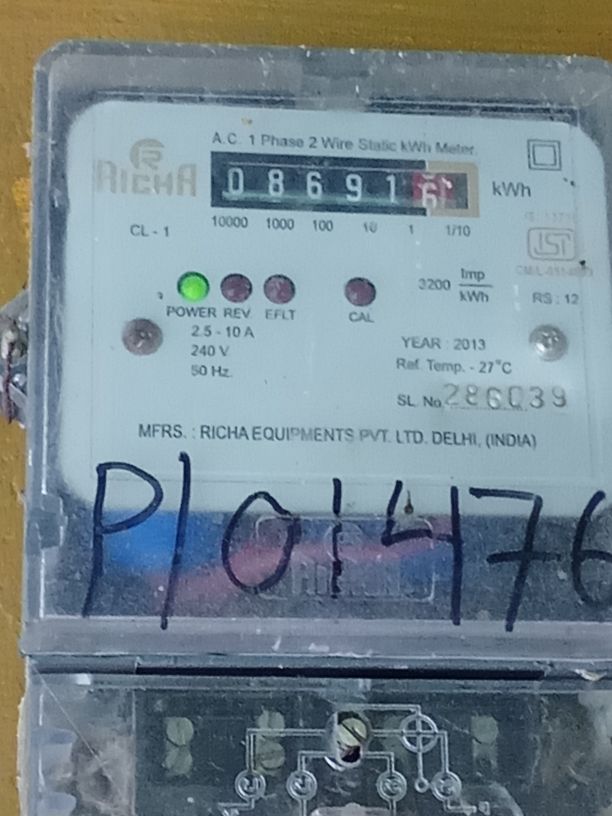 A.C. 1 Phase 2 Wire Static kWh Meter.
RICHA
0 8 6 9 1 6 kWh
10000 1000 100 10 1 1/10
CL - 1
ISI
3200 Imp/kWh
RS : 12
POWER REV. EFLT CAL
2.5 - 10 A
240 V
50 Hz.
YEAR : 2013
Ref. Temp. - 27°C
SL. No. 286039
MFRS. : RICHA EQUIPMENTS PVT. LTD. DELHI, (INDIA)
P/01476